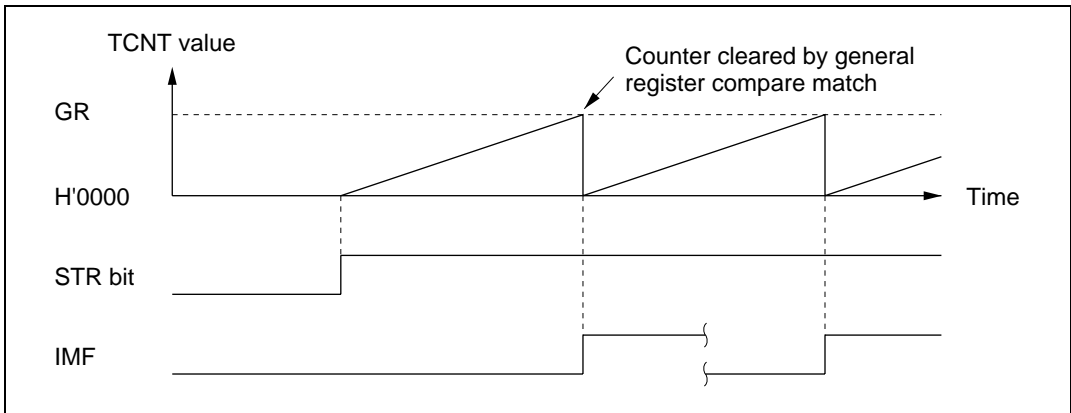 TCNT value
Counter cleared by general
register compare match
GR
H'0000
Time
STR bit
IMF